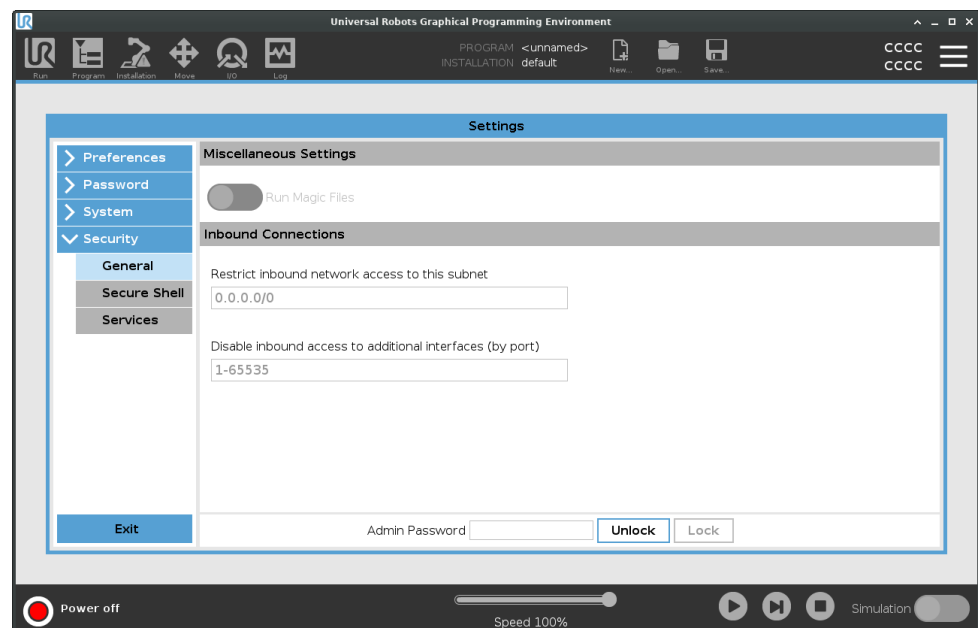 Universal Robots Graphical Programming Environment
UR
Run
Program
Installation
Move
I/O
Log
PROGRAM <unnamed>
INSTALLATION default
New...
Open...
Save...
CCCC
CCCC
Settings
Preferences
Password
System
Security
General
Secure Shell
Services
Exit
Miscellaneous Settings
Run Magic Files
Inbound Connections
Restrict inbound network access to this subnet
0.0.0.0/0
Disable inbound access to additional interfaces (by port)
1-65535
Admin Password
Unlock
Lock
Power off
Speed 100%
Simulation